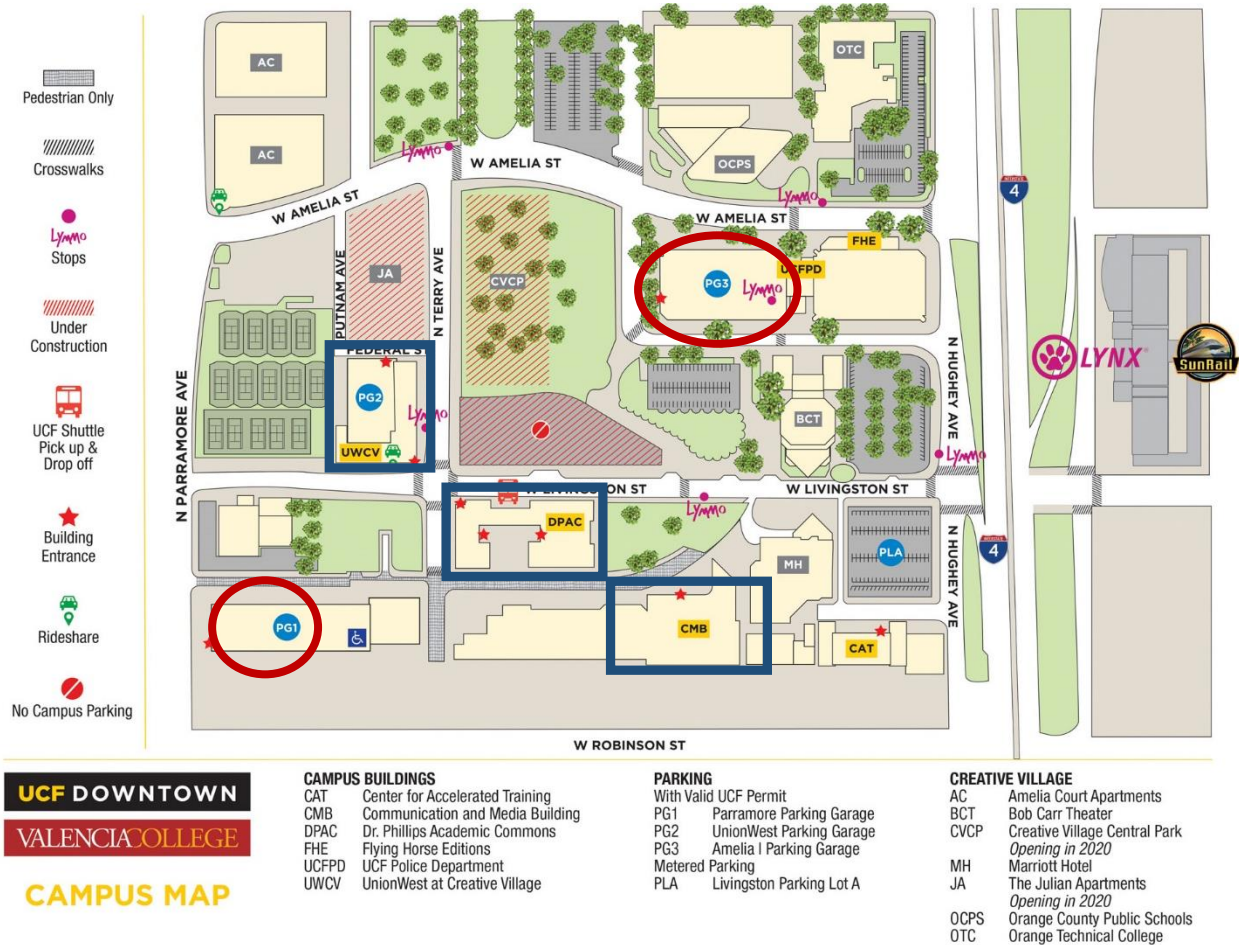 Pedestrian Only
Crosswalks
Lymmo
Stops
Under
Construction
UCF Shuttle
Pick up &
Drop off
Building
Entrance
Rideshare
No Campus Parking
AC
AC
OTC
OCPS
Lymmo
W AMELIA ST
W AMELIA ST
Lymmo
W AMELIA ST
INTERSTATE
4
FHE
UCFPD
PG3
Lymmo
JA
CVCP
PUTNAM AVE
N TERRY AVE
FEDERAL ST
N PARRAMORE AVE
PG2
Lymmo
UWCV
BCT
N HUGHEY AVE
LYNX
SunRail
Lymmo
W LIVINGSTON ST
W LIVINGSTON ST
Lymmo
DPAC
MH
PLA
N HUGHEY AVE
INTERSTATE
4
PG1
CMB
CAT
W ROBINSON ST
UCF DOWNTOWN
VALENCIACOLLEGE
CAMPUS MAP
CAMPUS BUILDINGS
CAT Center for Accelerated Training
CMB Communication and Media Building
DPAC Dr. Phillips Academic Commons
FHE Flying Horse Editions
UCFPD UCF Police Department
UWCV UnionWest at Creative Village
PARKING
With Valid UCF Permit
PG1 Parramore Parking Garage
PG2 UnionWest Parking Garage
PG3 Amelia I Parking Garage
Metered Parking
PLA Livingston Parking Lot A
CREATIVE VILLAGE
AC Amelia Court Apartments
BCT Bob Carr Theater
CVCP Creative Village Central Park
Opening in 2020
MH Marriott Hotel
JA The Julian Apartments
Opening in 2020
OCPS Orange County Public Schools
OTC Orange Technical College